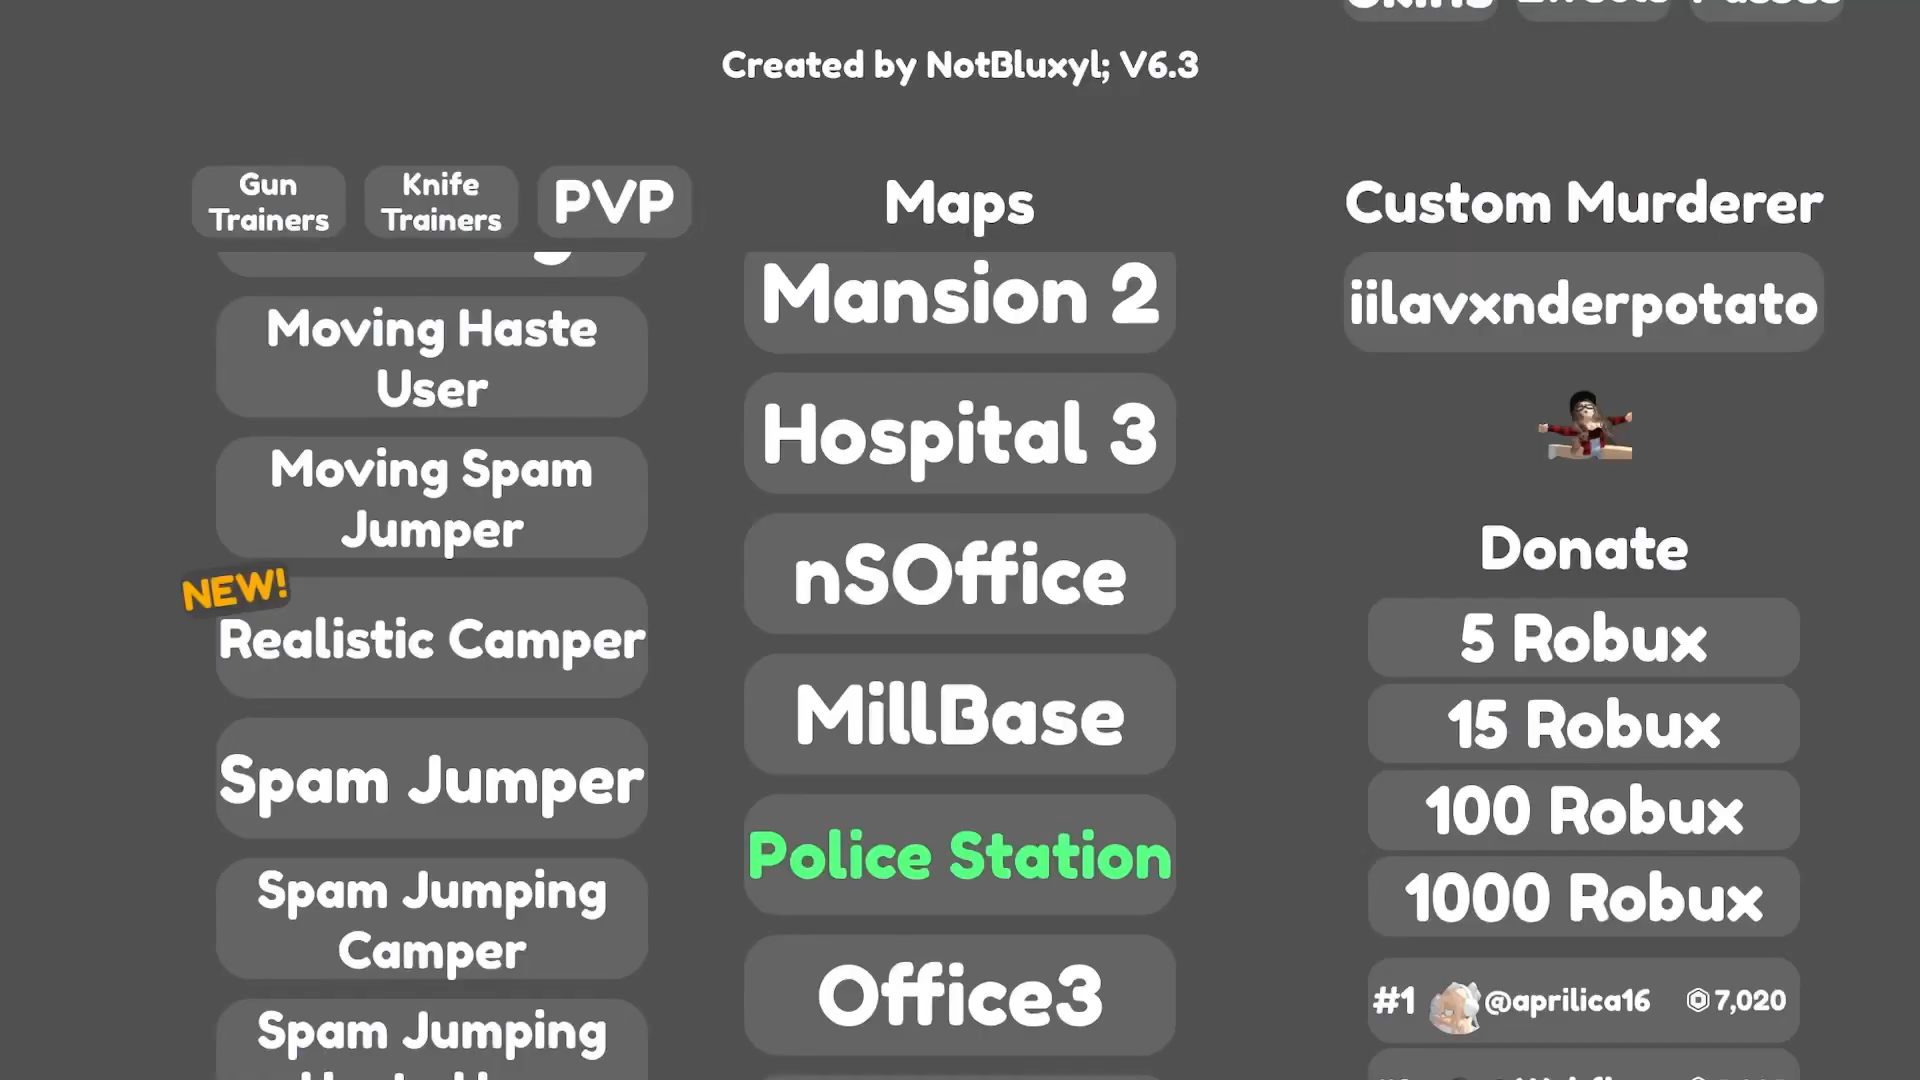 Created by NotBluxyl; V6.3
Gun
Trainers
Knife
Trainers
PVP
Moving Haste
User
Moving Spam
Jumper
NEW!
Realistic Camper
Spam Jumper
Spam Jumping
Camper
Spam Jumping
Maps
Mansion 2
Hospital 3
nSOffice
MillBase
Police Station
Office3
Custom Murderer
iilavxnderpotato
Donate
5 Robux
15 Robux
100 Robux
1000 Robux
#1 @aprilica16 7,020